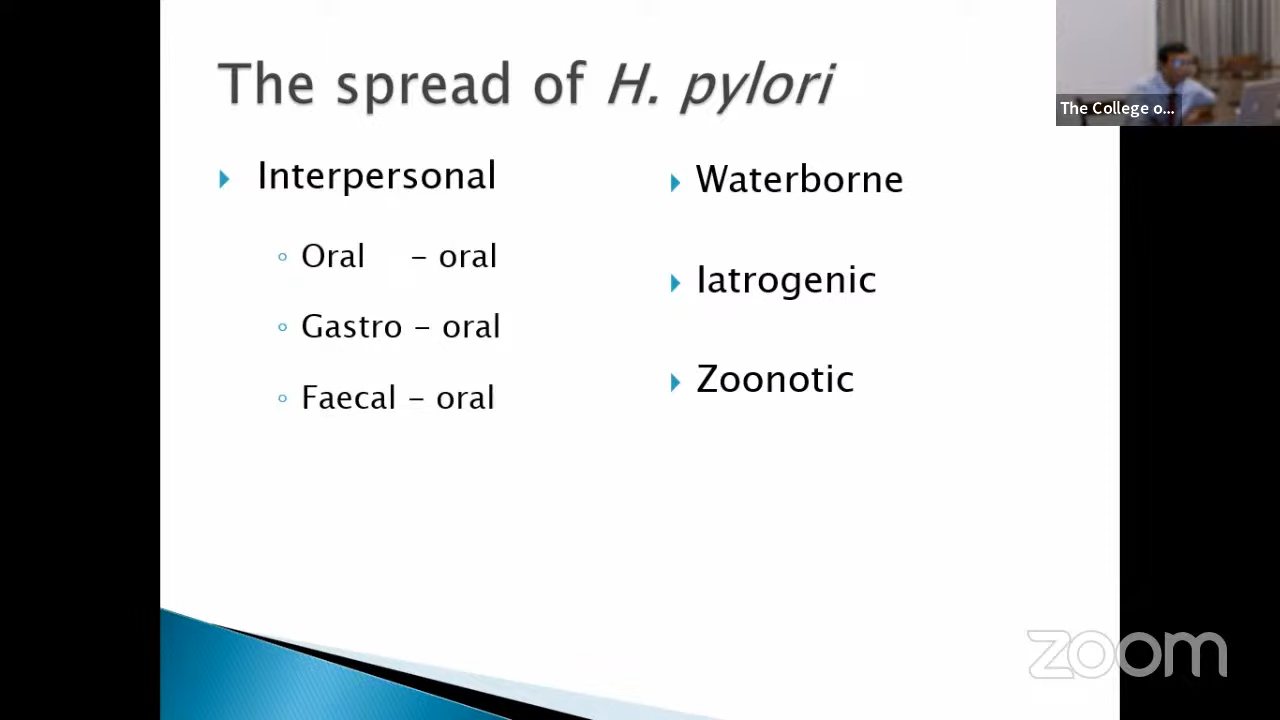 The spread of H. pylori
Interpersonal
Oral – oral
Gastro – oral
Faecal – oral
Waterborne
Iatrogenic
Zoonotic
The College o...
zoom